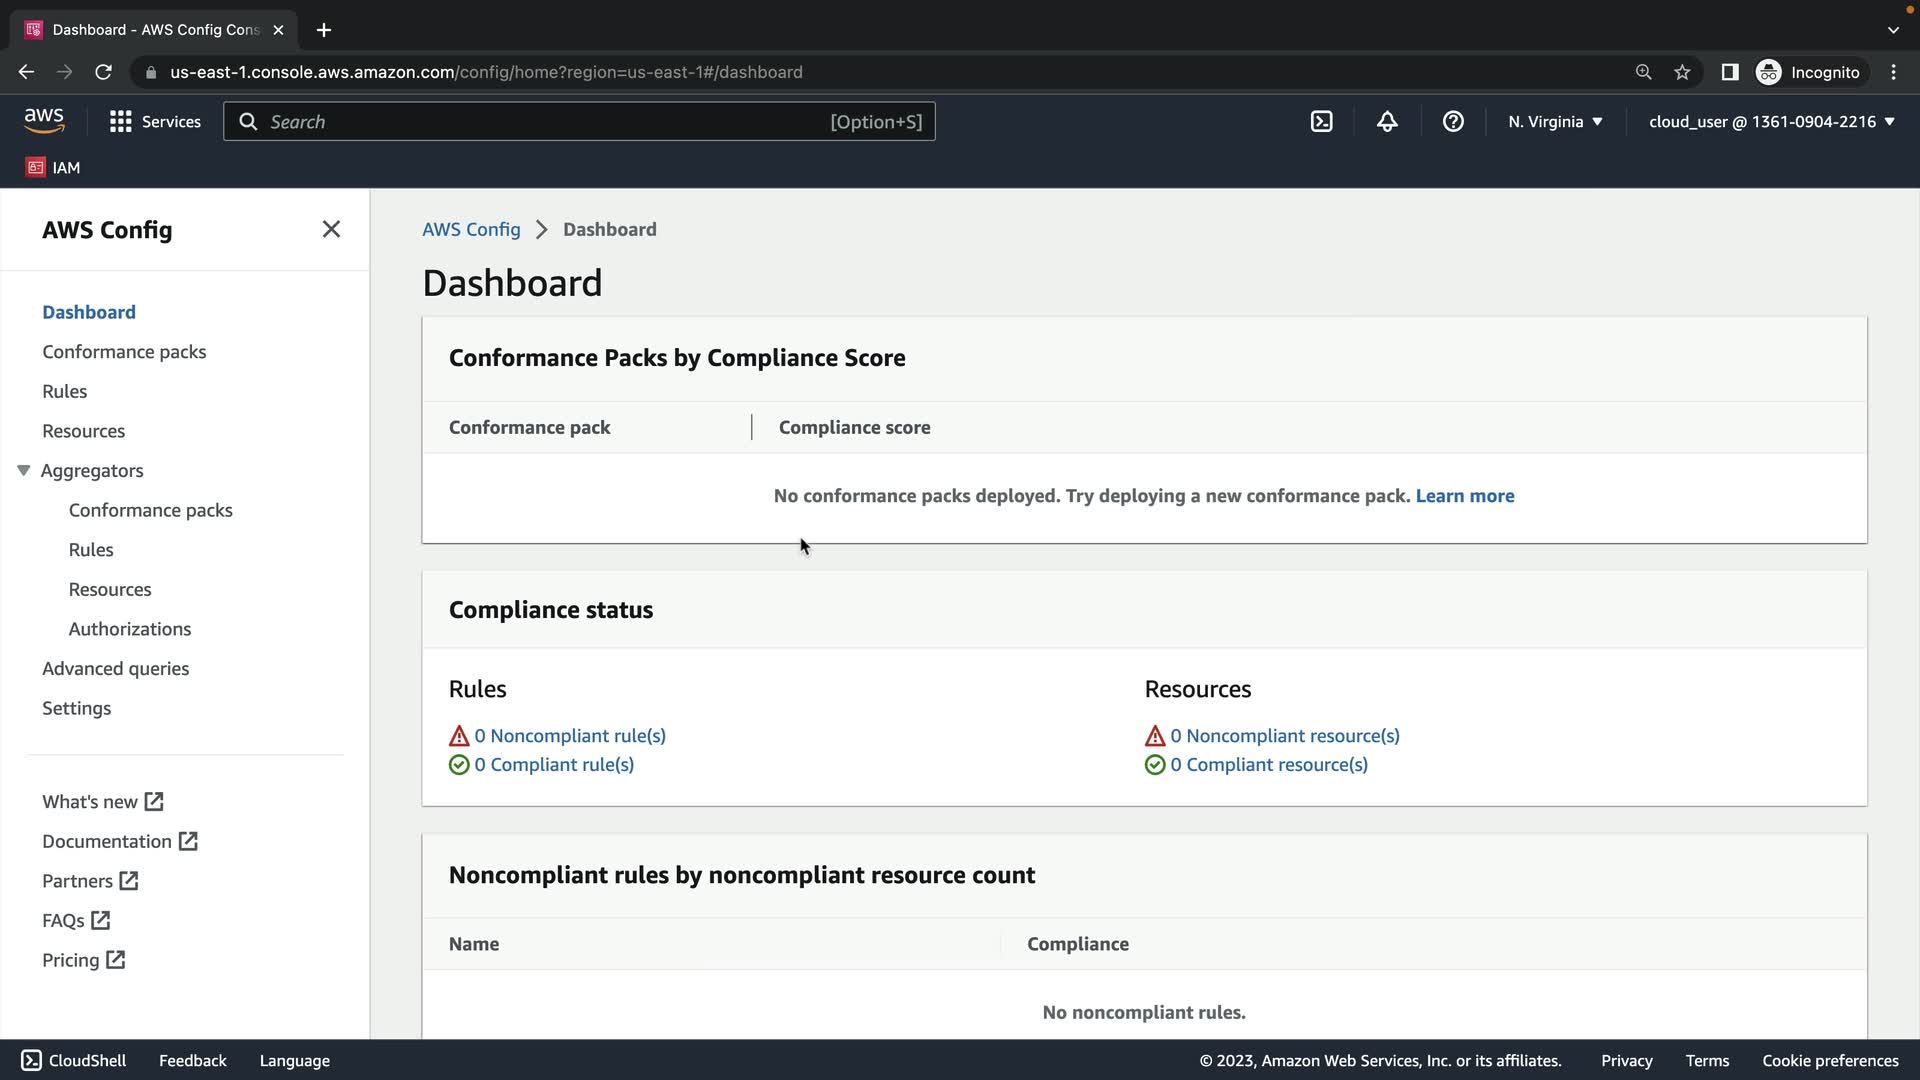 Dashboard - AWS Config Cons
us-east-1.console.aws.amazon.com/config/home?region=us-east-1#/dashboard
Incognito
aws
Services
Search
[Option+S]
N. Virginia
cloud_user @ 1361-0904-2216
IAM
AWS Config
Dashboard
Conformance packs
Rules
Resources
Aggregators
Conformance packs
Rules
Resources
Authorizations
Advanced queries
Settings
What's new
Documentation
Partners
FAQs
Pricing
AWS Config > Dashboard
Dashboard
Conformance Packs by Compliance Score
Conformance pack
Compliance score
No conformance packs deployed. Try deploying a new conformance pack. Learn more
Compliance status
Rules
0 Noncompliant rule(s)
0 Compliant rule(s)
Resources
0 Noncompliant resource(s)
0 Compliant resource(s)
Noncompliant rules by noncompliant resource count
Name
Compliance
No noncompliant rules.
CloudShell
Feedback
Language
© 2023, Amazon Web Services, Inc. or its affiliates.
Privacy
Terms
Cookie preferences